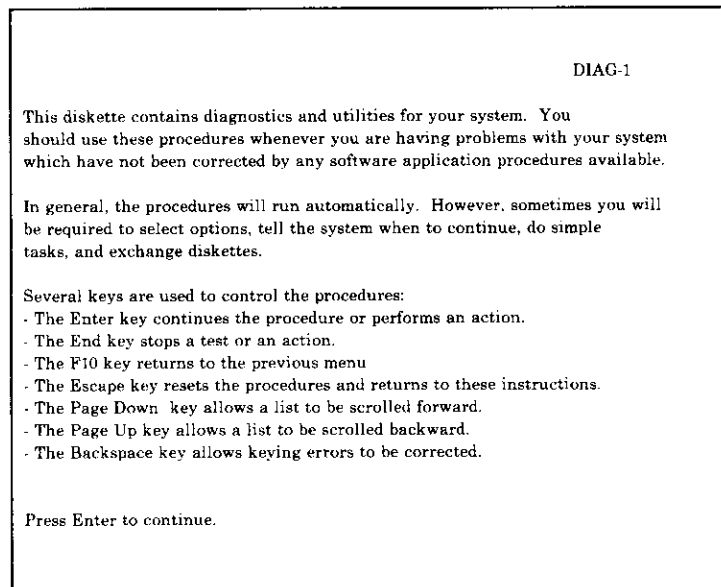 DIAG-1
This diskette contains diagnostics and utilities for your system. You
should use these procedures whenever you are having problems with your system
which have not been corrected by any software application procedures available.
In general, the procedures will run automatically. However, sometimes you will
be required to select options, tell the system when to continue, do simple
tasks, and exchange diskettes.
Several keys are used to control the procedures:
- The Enter key continues the procedure or performs an action.
- The End key stops a test or an action.
- The F10 key returns to the previous menu
- The Escape key resets the procedures and returns to these instructions.
- The Page Down key allows a list to be scrolled forward.
- The Page Up key allows a list to be scrolled backward.
- The Backspace key allows keying errors to be corrected.
Press Enter to continue.